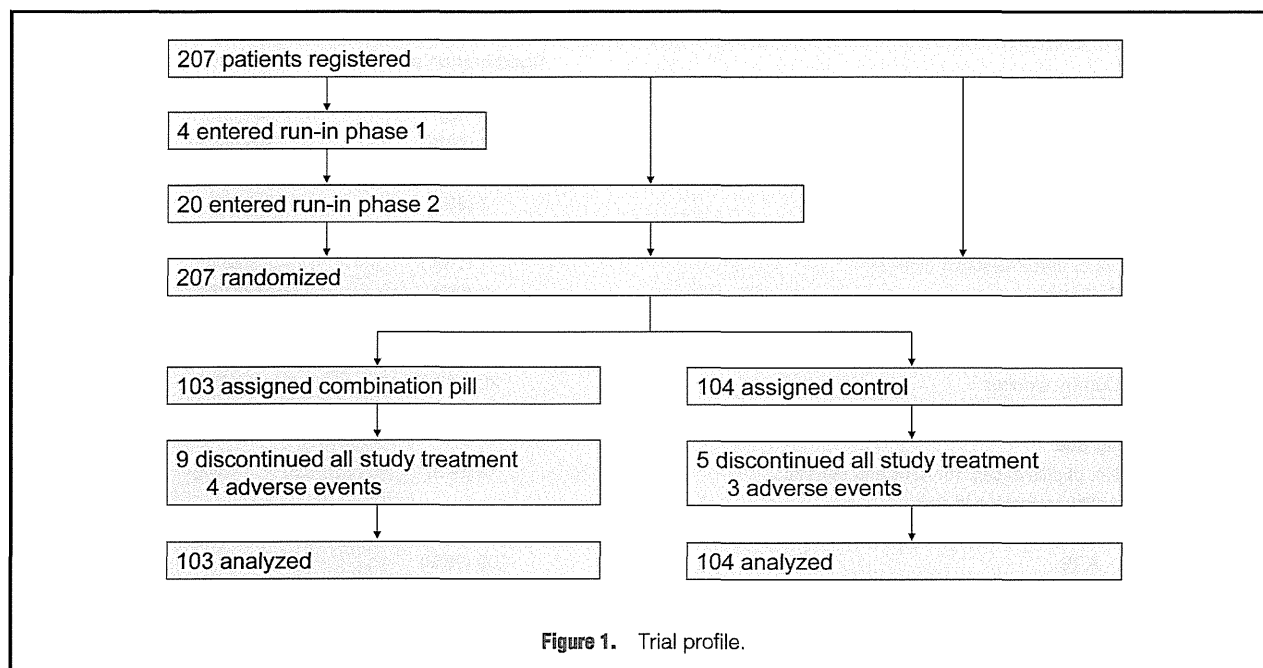 207 patients registered
4 entered run-in phase 1
20 entered run-in phase 2
207 randomized
103 assigned combination pill
104 assigned control
9 discontinued all study treatment
4 adverse events
5 discontinued all study treatment
3 adverse events
103 analyzed
104 analyzed
Figure 1. Trial profile.